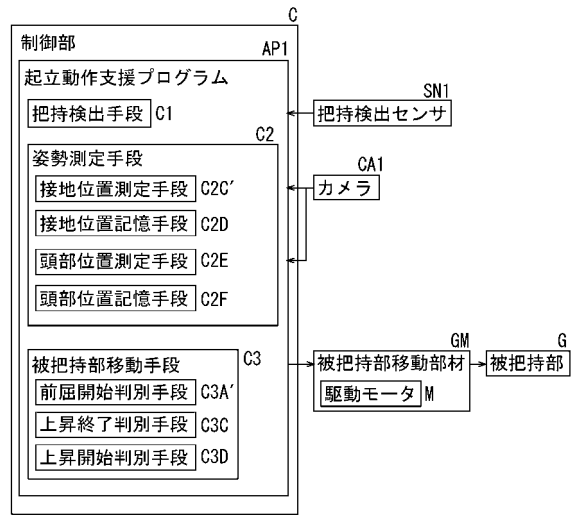 C
制御部
AP1
起立動作支援プログラム
把持検出手段 C1
SN1
把持検出センサ
C2
姿勢測定手段
CA1
カメラ
接地位置測定手段 C2C´
接地位置記憶手段 C2D
頭部位置測定手段 C2E
頭部位置記憶手段 C2F
C3
被把持部移動手段
GM
被把持部移動部材
G
被把持部
駆動モータ M
前屈開始判別手段 C3A´
上昇終了判別手段 C3C
上昇開始判別手段 C3D